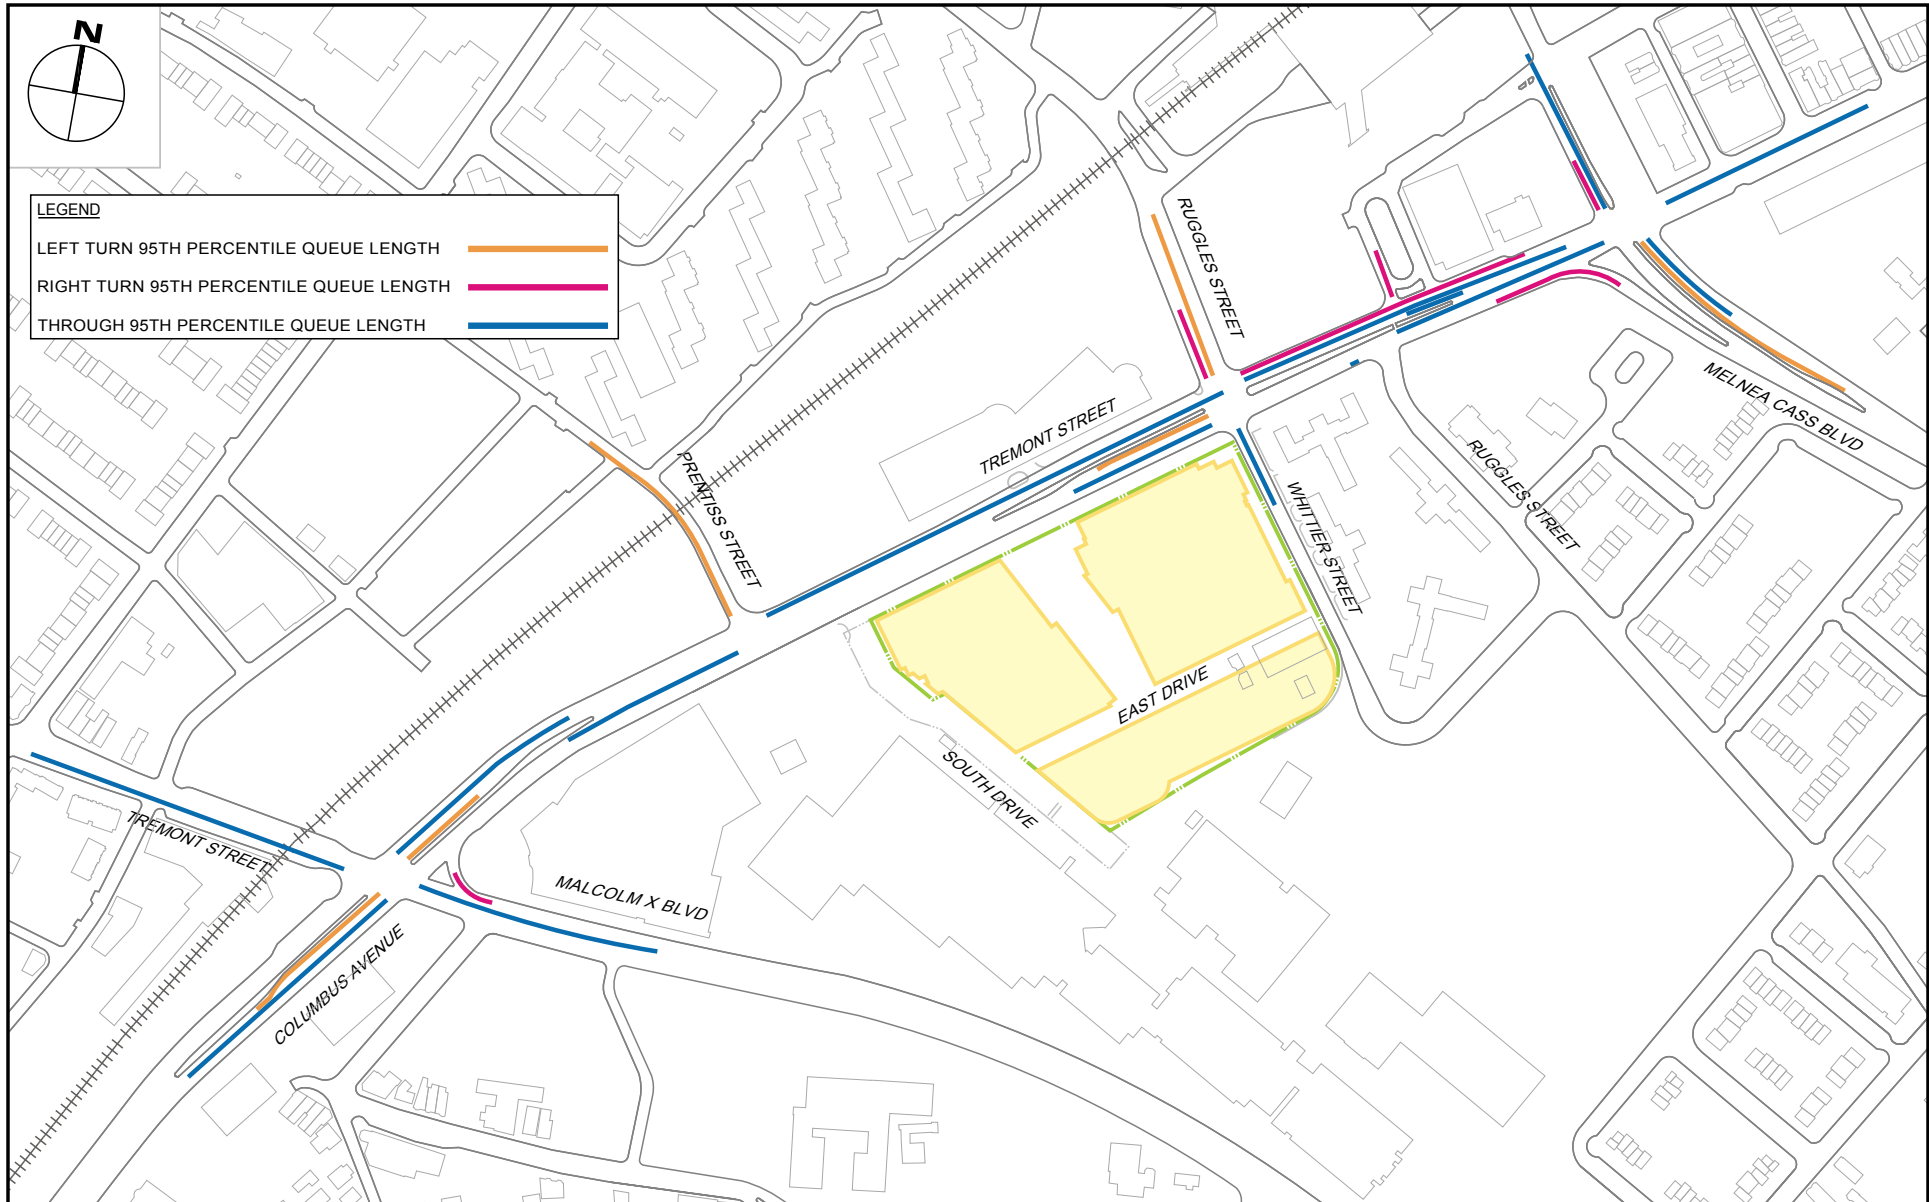 N
LEGEND
LEFT TURN 95TH PERCENTILE QUEUE LENGTH
RIGHT TURN 95TH PERCENTILE QUEUE LENGTH
THROUGH 95TH PERCENTILE QUEUE LENGTH
RUGGLES STREET
MELNEA CASS BLVD
TREMONT STREET
RUGGLES STREET
PRENTISS STREET
WHITTIER STREET
EAST DRIVE
SOUTH DRIVE
TREMONT STREET
MALCOLM X BLVD
COLUMBUS AVENUE